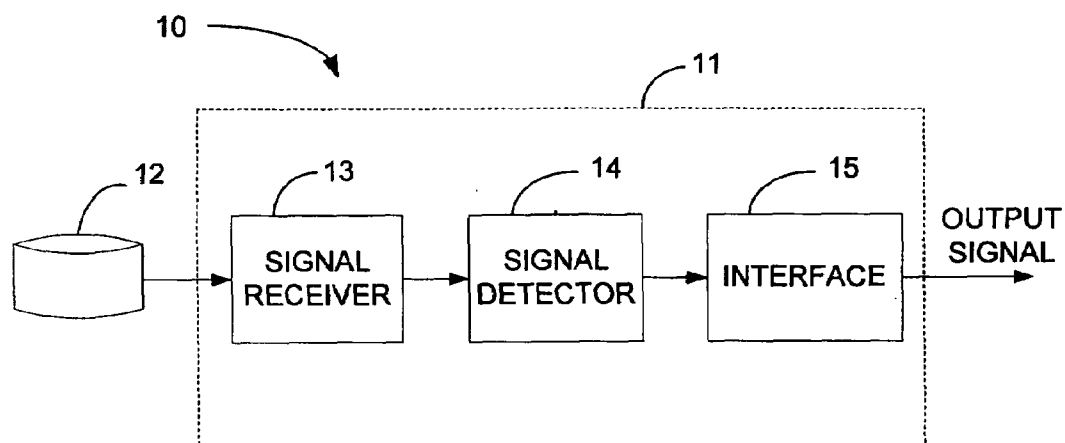 10
11
12
13
14
15
SIGNAL
RECEIVER
SIGNAL
DETECTOR
INTERFACE
OUTPUT
SIGNAL